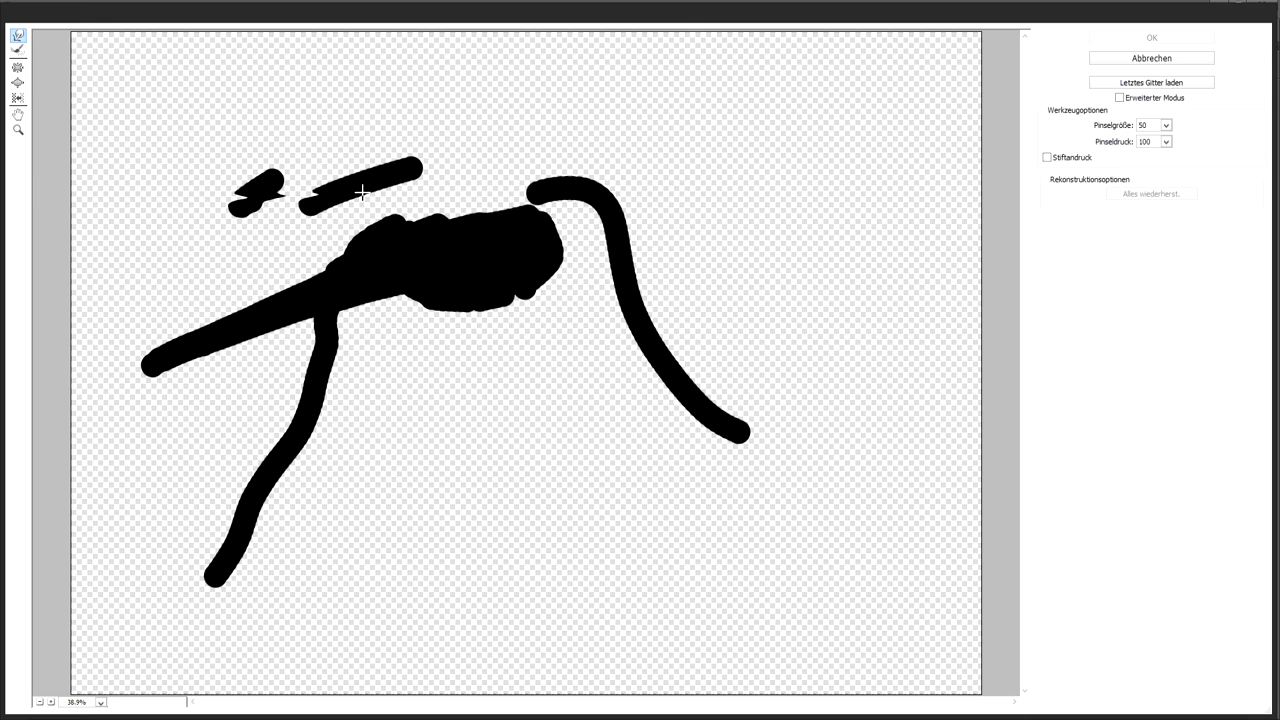 OK
Abbrechen
Letztes Gitter laden
Erweiterter Modus
Werkzeugoptionen
Pinselgröße: 50
Pinseldruck: 100
Stiftandruck
Rekonstruktionsoptionen
Alles wiederherst.
38.9%